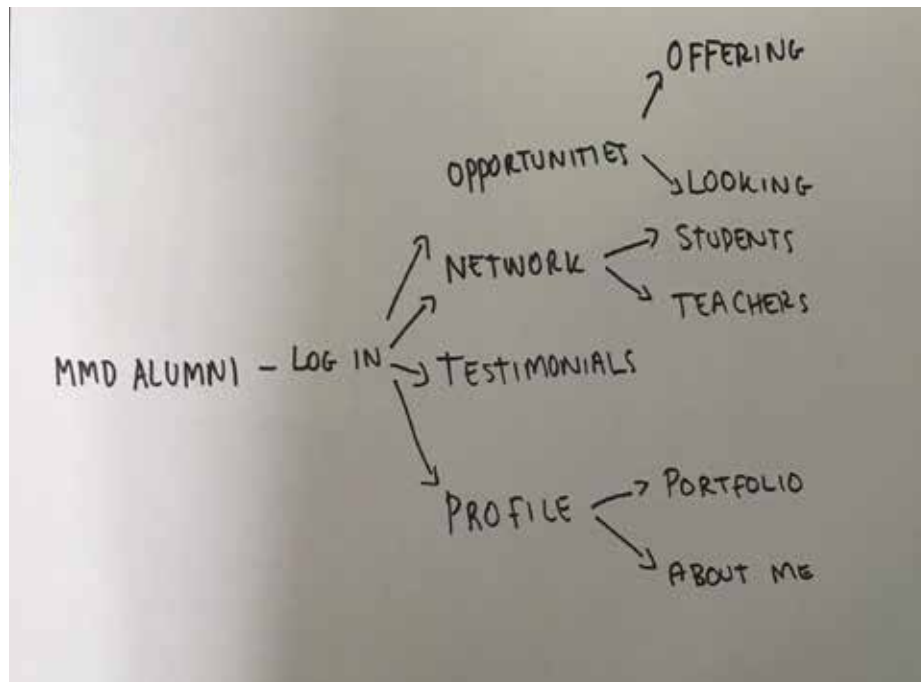 OFFERING
OPPORTUNITIES
LOOKING
NETWORK
STUDENTS
TEACHERS
MMD ALUMNI – LOG IN
TESTIMONIALS
PROFILE
PORTFOLIO
ABOUT ME